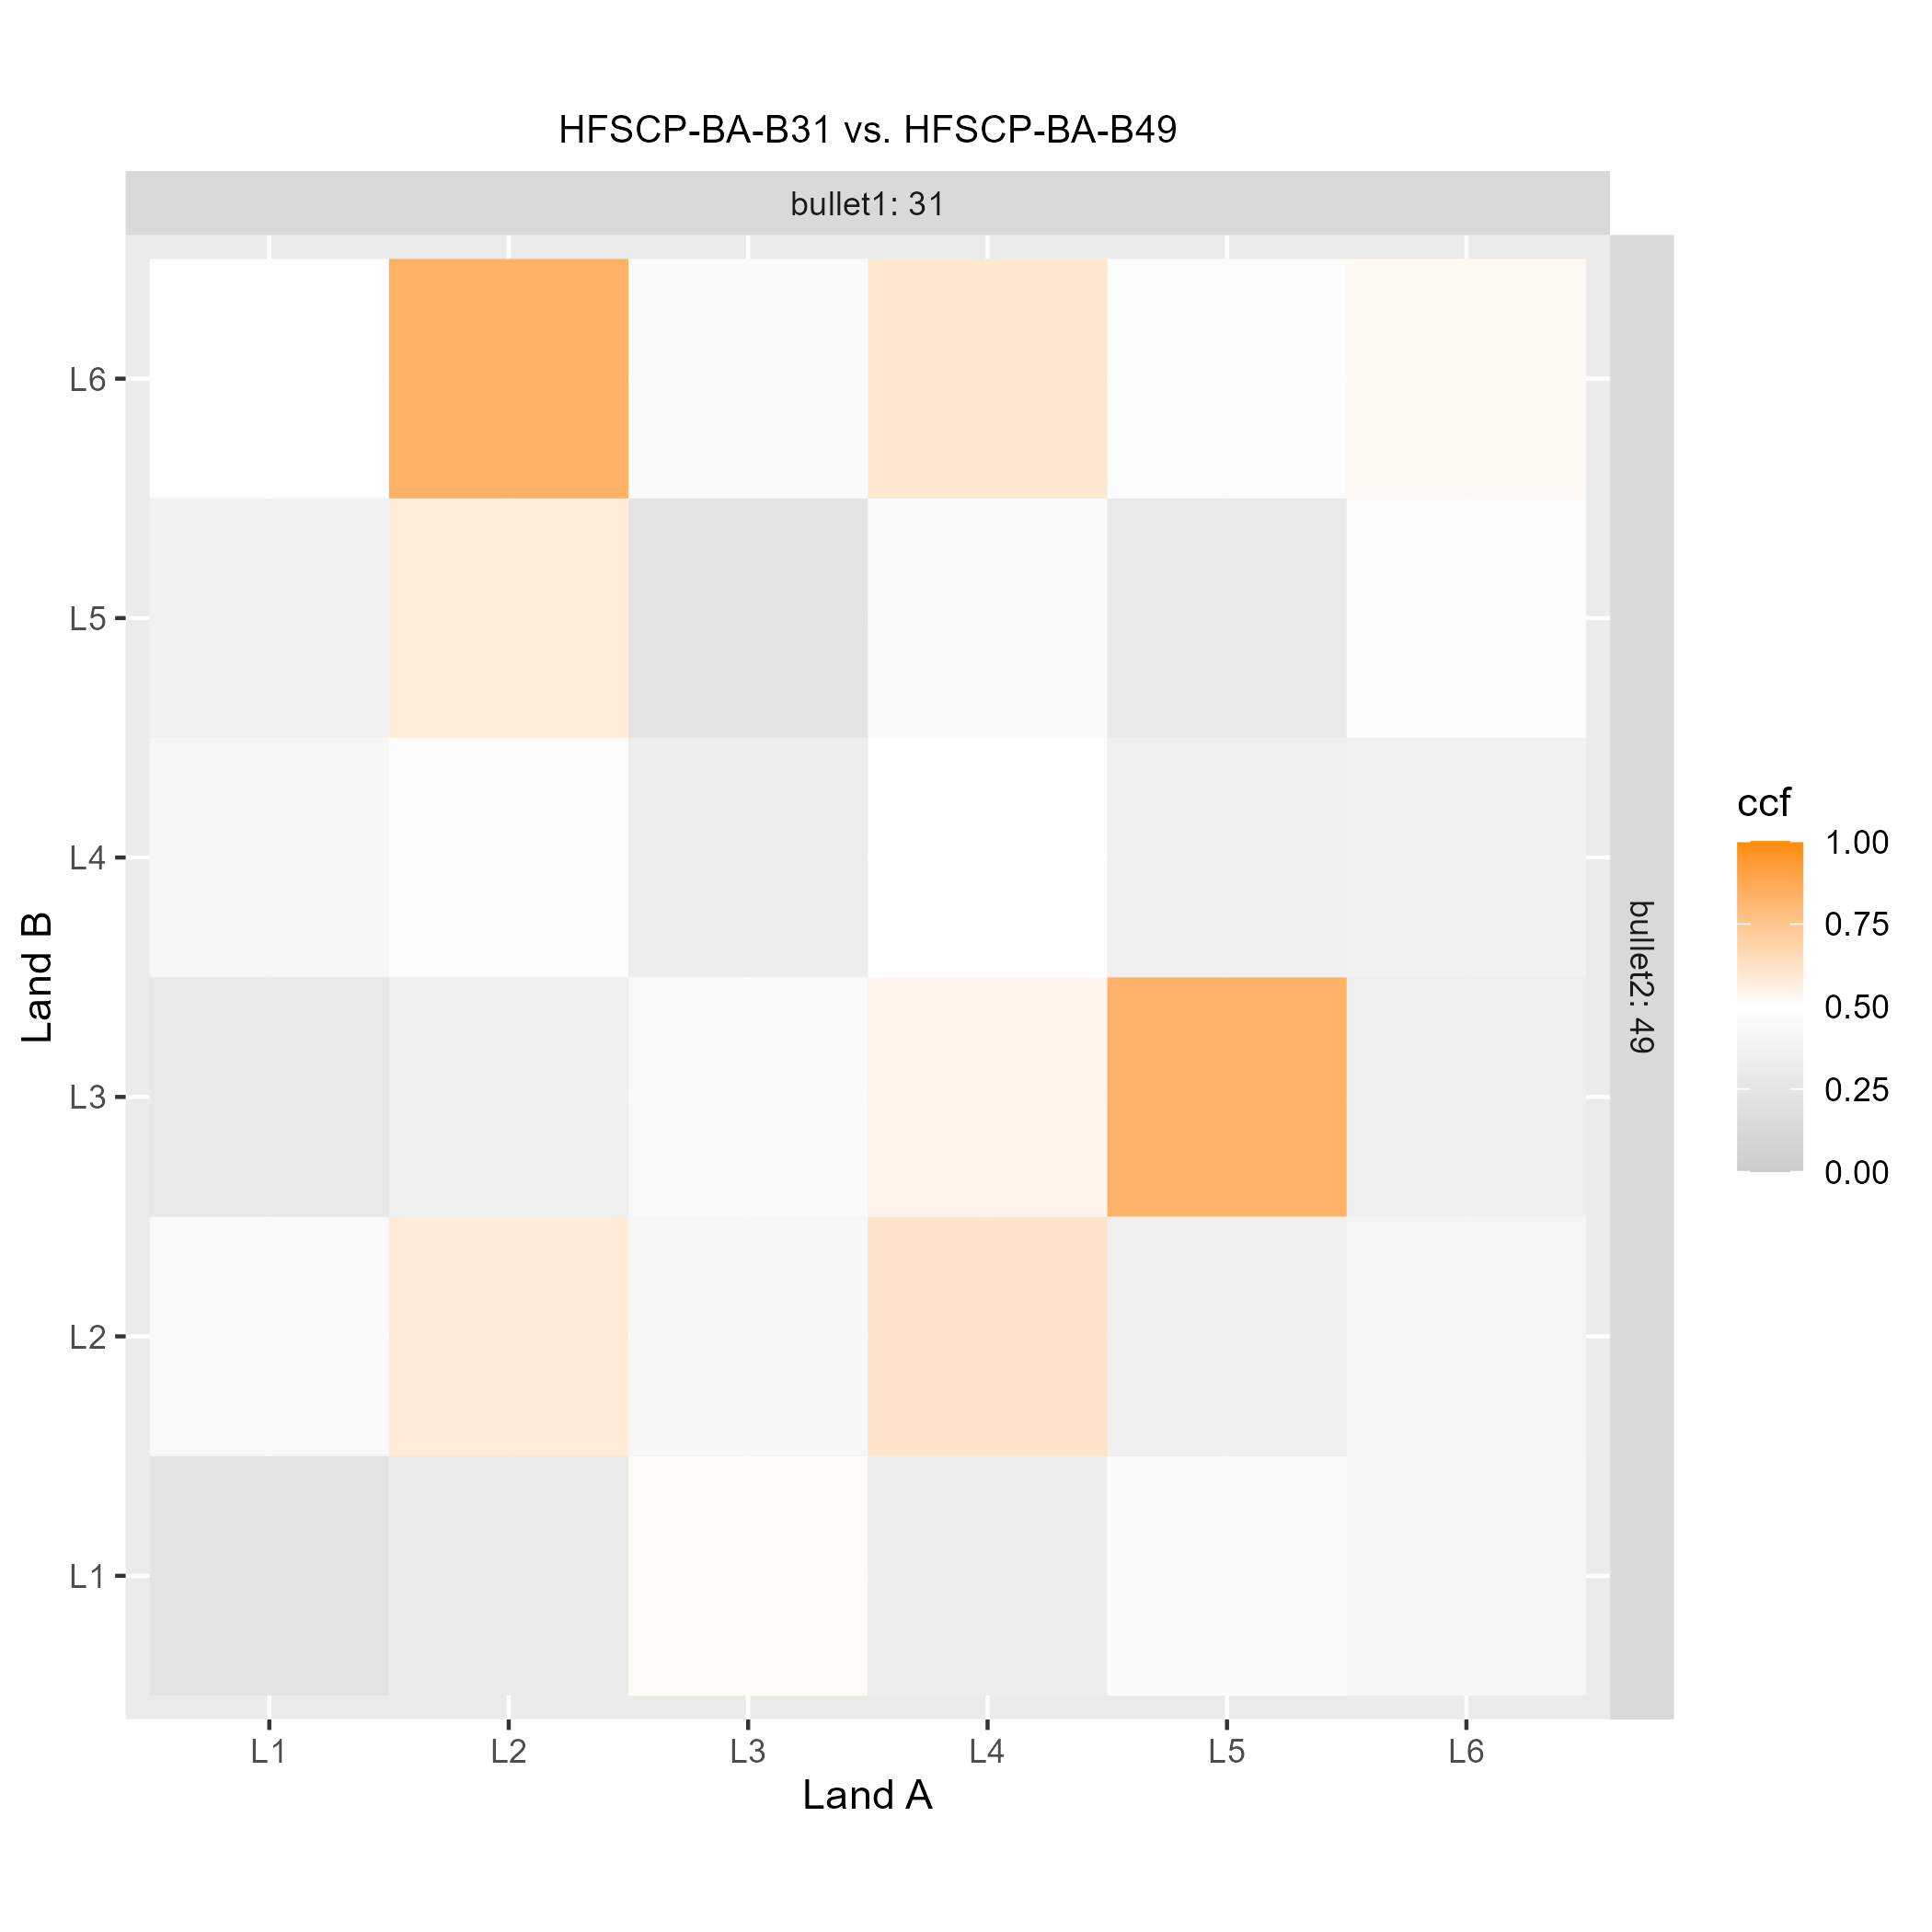 HFSCP-BA-B31 vs. HFSCP-BA-B49
bullet1: 31
L6
L5
L4
L3
L2
L1
Land B
bullet2: 49
L1 L2 L3 L4 L5 L6
Land A
ccf
1.00
0.75
0.50
0.25
0.00